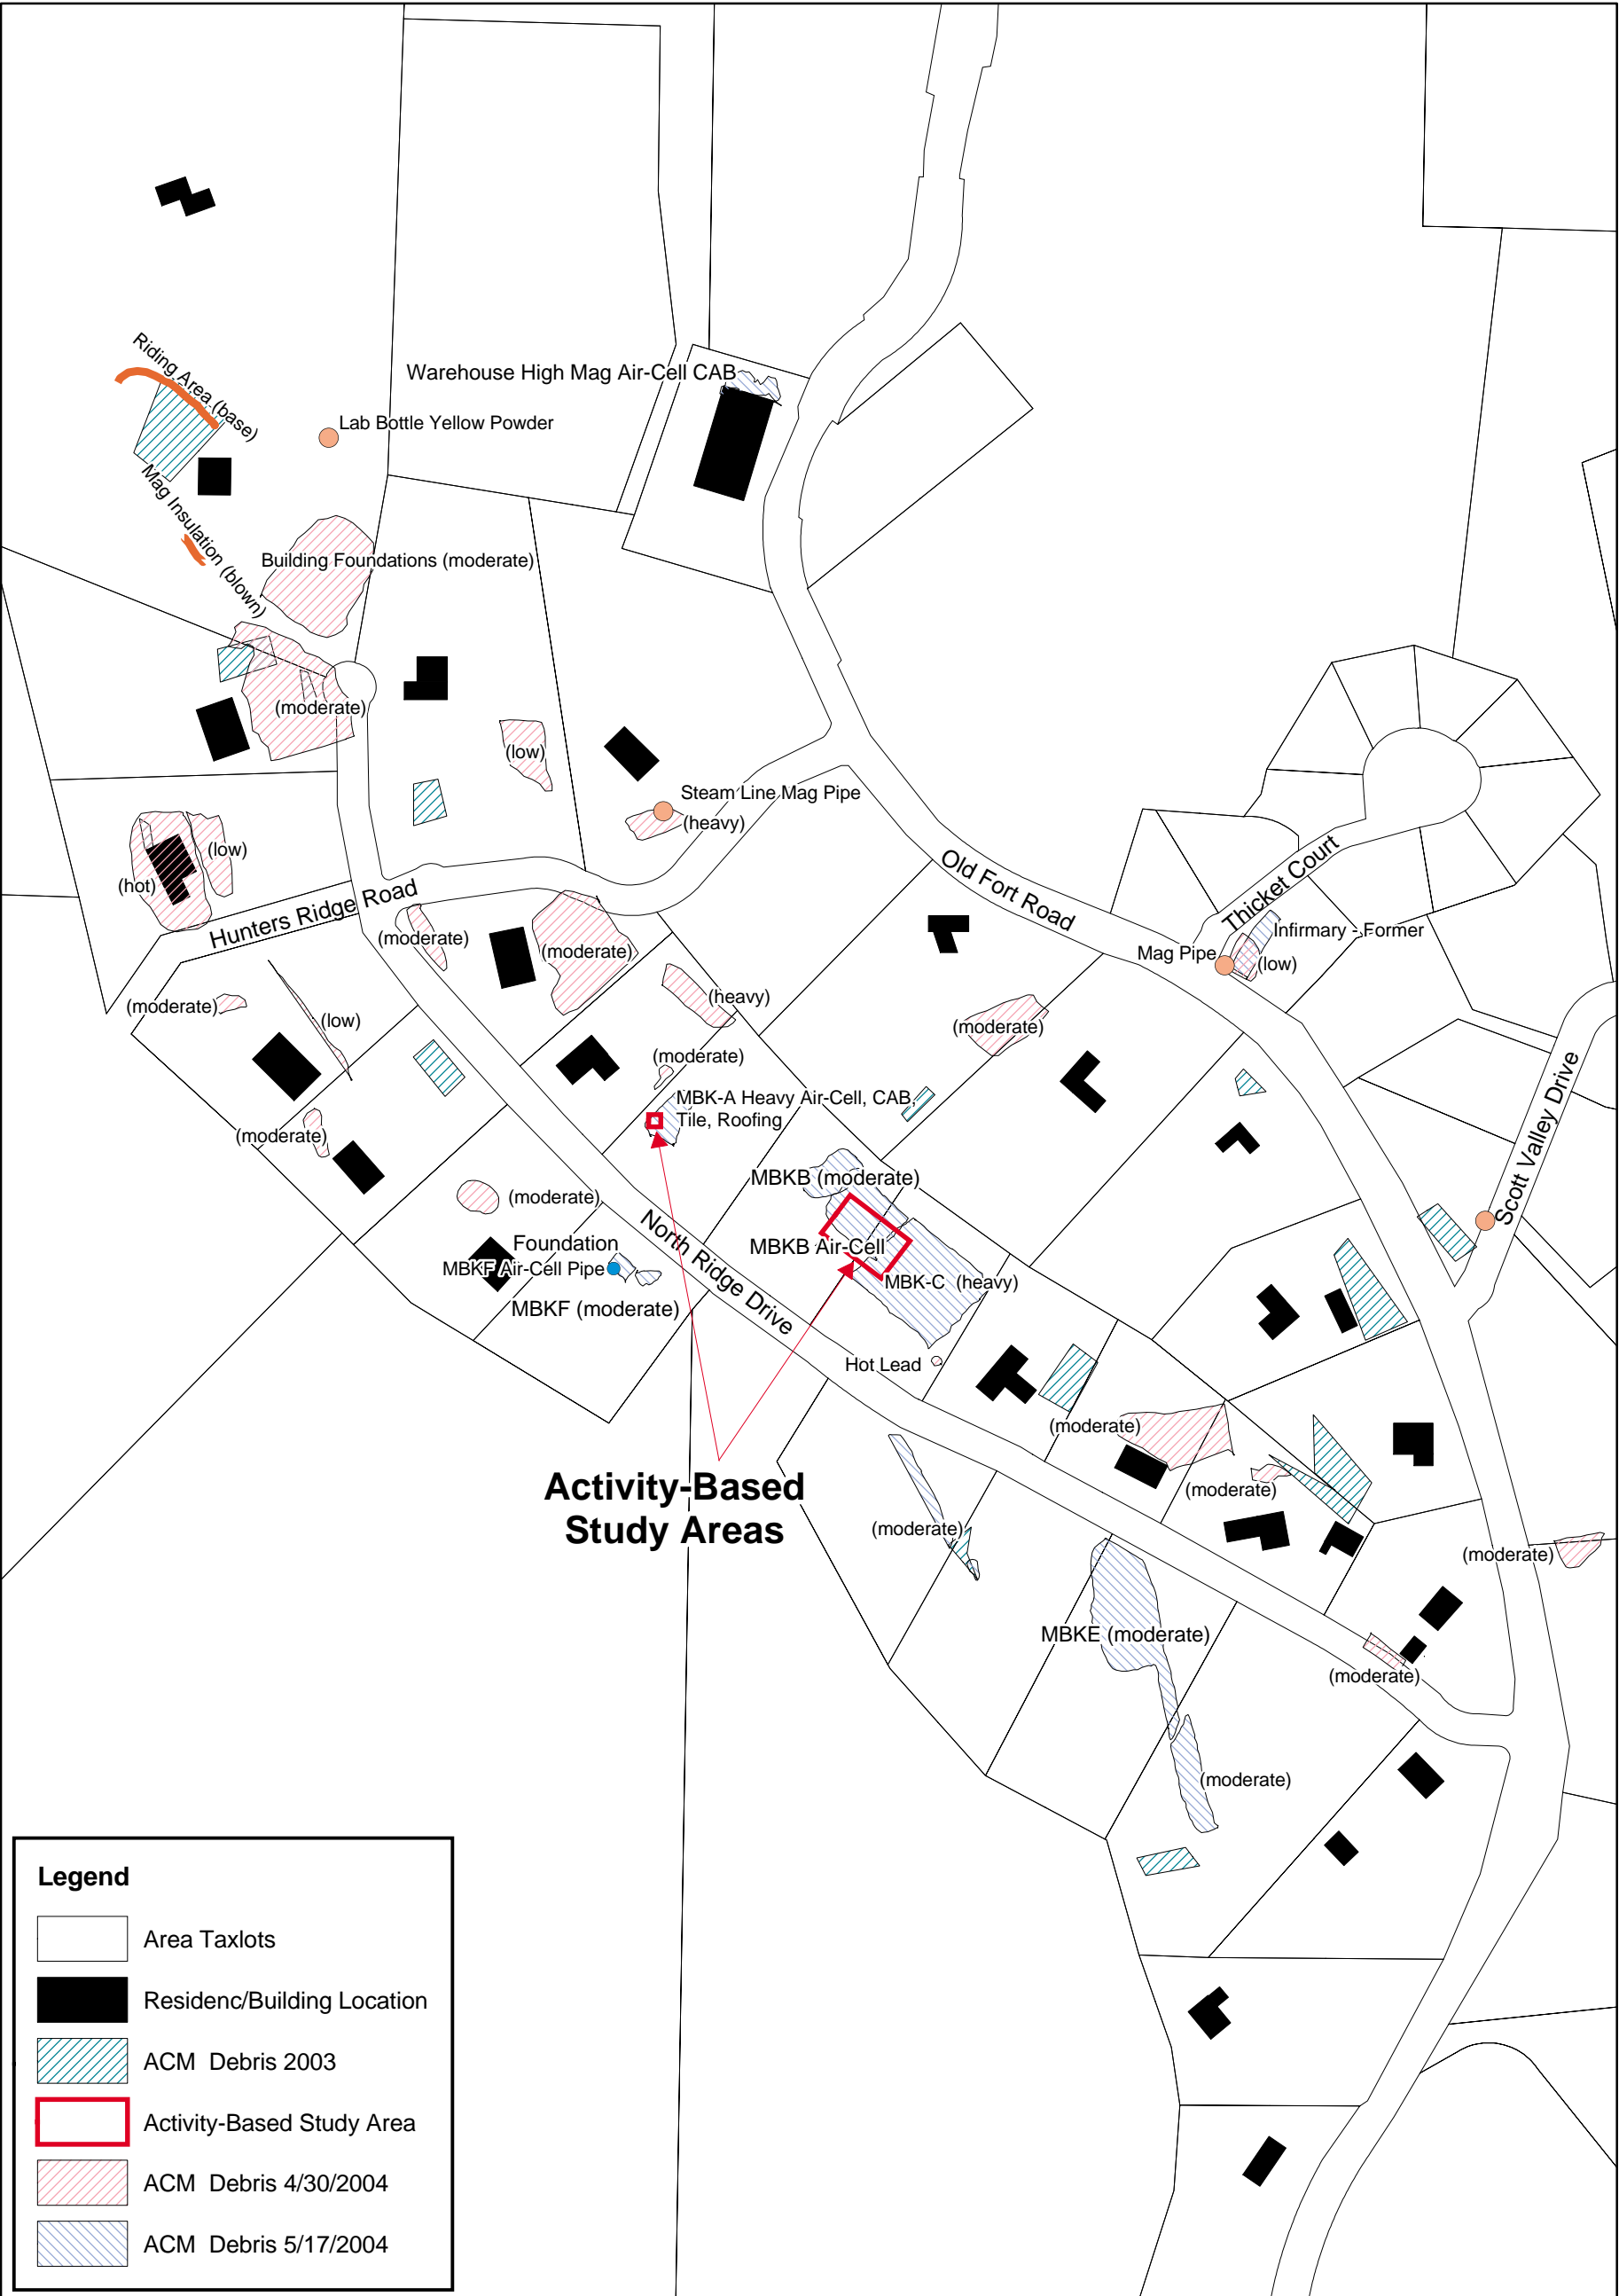 Riding Area (base)
Warehouse High Mag Air-Cell CAB
Lab Bottle Yellow Powder
Mag Insulation (blown)
Building Foundations (moderate)
(moderate)
(low)
Steam Line Mag Pipe
(heavy)
(low)
(hot)
Hunters Ridge Road
Old Fort Road
Thicket Court
(moderate)
(moderate)
Mag Pipe
Infirmary - Former
(low)
(moderate)
(low)
(heavy)
(moderate)
(moderate)
MBK-A Heavy Air-Cell, CAB,
Tile, Roofing
(moderate)
Scott Valley Drive
(moderate)
MBKB (moderate)
North Ridge Drive
Foundation
MBKF Air-Cell Pipe
MBKF (moderate)
MBKB Air-Cell
MBK-C (heavy)
Hot Lead
(moderate)
(moderate)
Activity-Based
Study Areas
(moderate)
(moderate)
MBKE (moderate)
(moderate)
(moderate)
Legend
Area Taxlots
Residenc/Building Location
ACM Debris 2003
Activity-Based Study Area
ACM Debris 4/30/2004
ACM Debris 5/17/2004